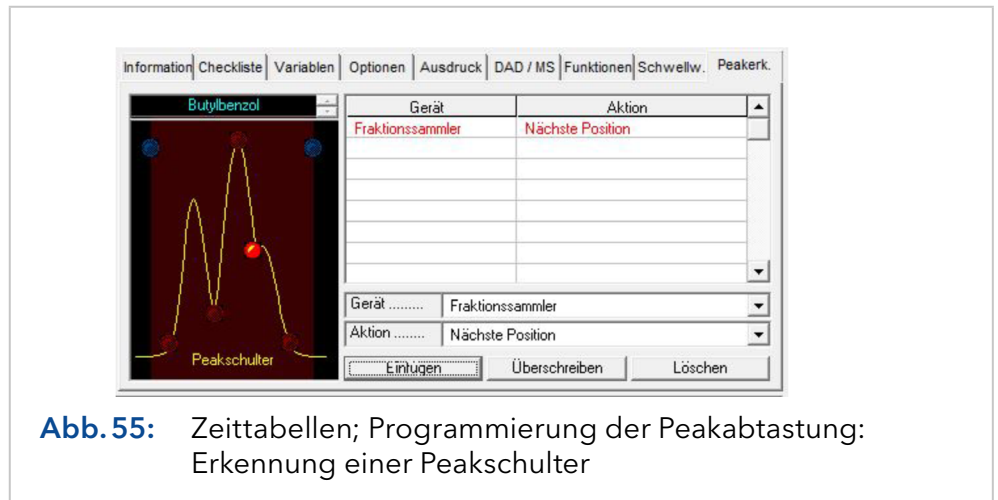 Information Checkliste Variablen Optionen Ausdruck DAD / MS Funktionen Schwellw. Peakerk.
Butylbenzol
Peakschulter
Gerät Aktion
Fraktionssammler Nächste Position
Gerät ......... Fraktionssammler
Aktion ........ Nächste Position
Einfügen Überschreiben Löschen
Abb. 55: Zeittabellen; Programmierung der Peakabtastung:
Erkennung einer Peakschulter